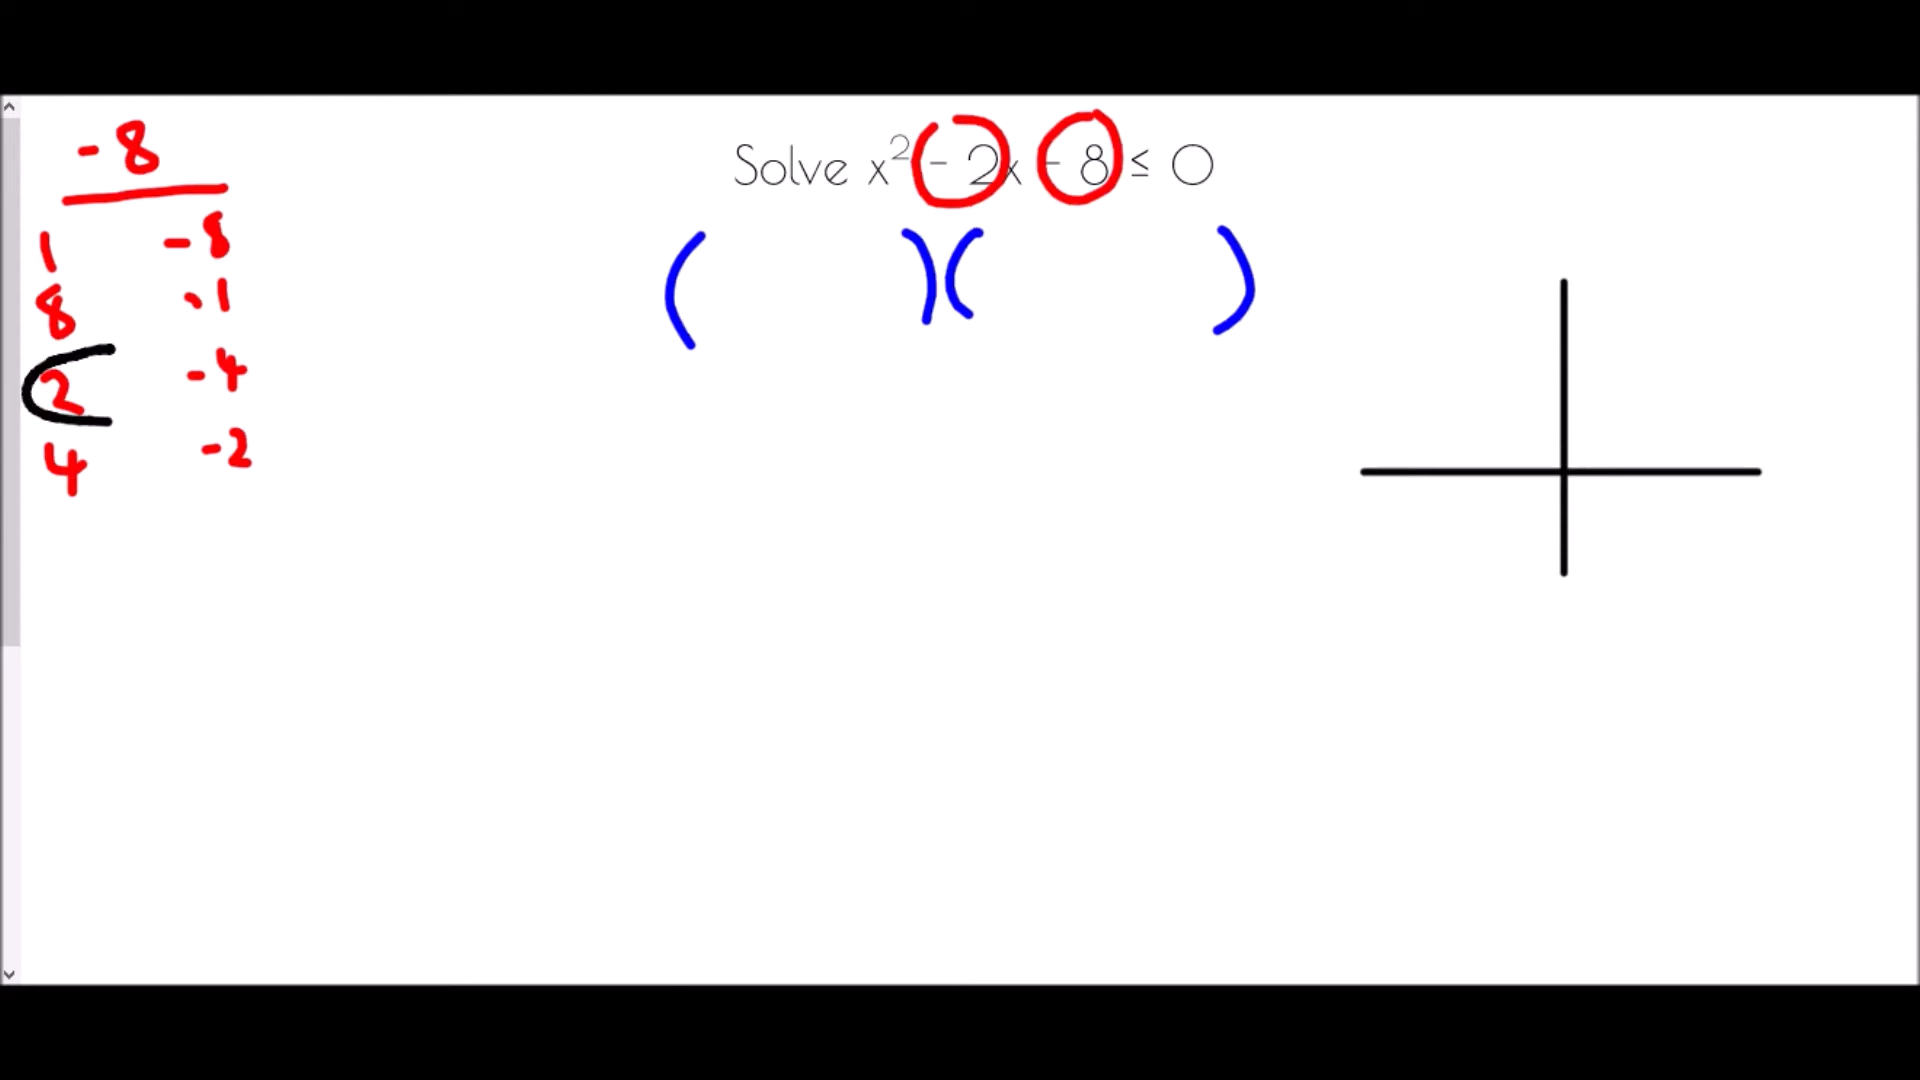 Solve x² - 2x - 8 ≤ 0
( )( )
-8
1 -8
8 -1
2 -4
4 -2